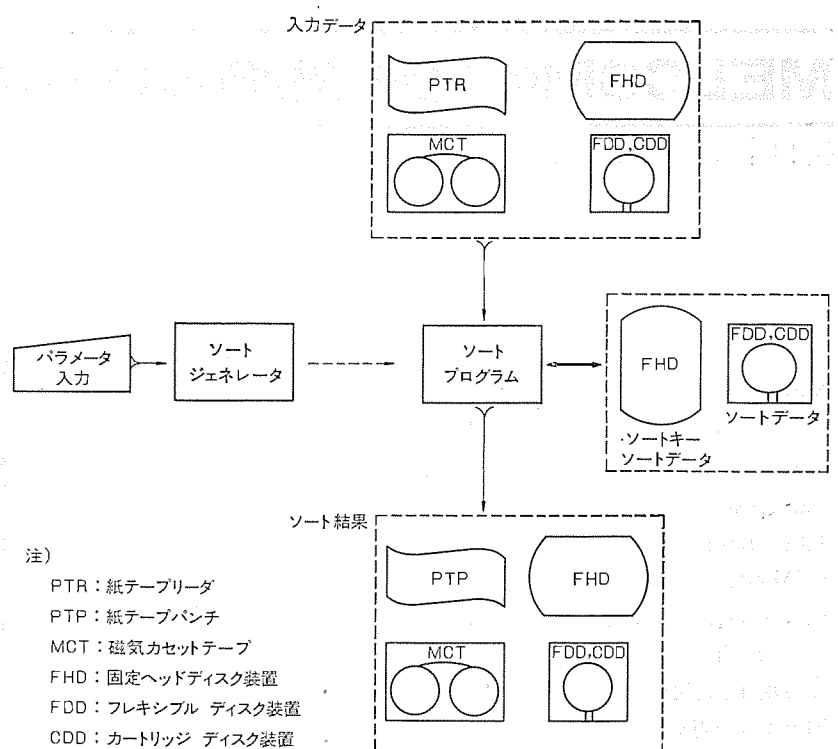 入力データ
PTR
FHD
MCT
FDD,CDD
パラメータ
入力
ソート
ジェネレータ
ソート
プログラム
FHD
FDD,CDD
ソートデータ
・ソートキー
ソートデータ
ソート結果
PTP
FHD
MCT
FDD,CDD
注)
PTR：紙テープリーダ
PTP：紙テープパンチ
MCT：磁気カセットテープ
FHD：固定ヘッドディスク装置
FDD：フレキシブル ディスク装置
CDD：カートリッジ ディスク装置